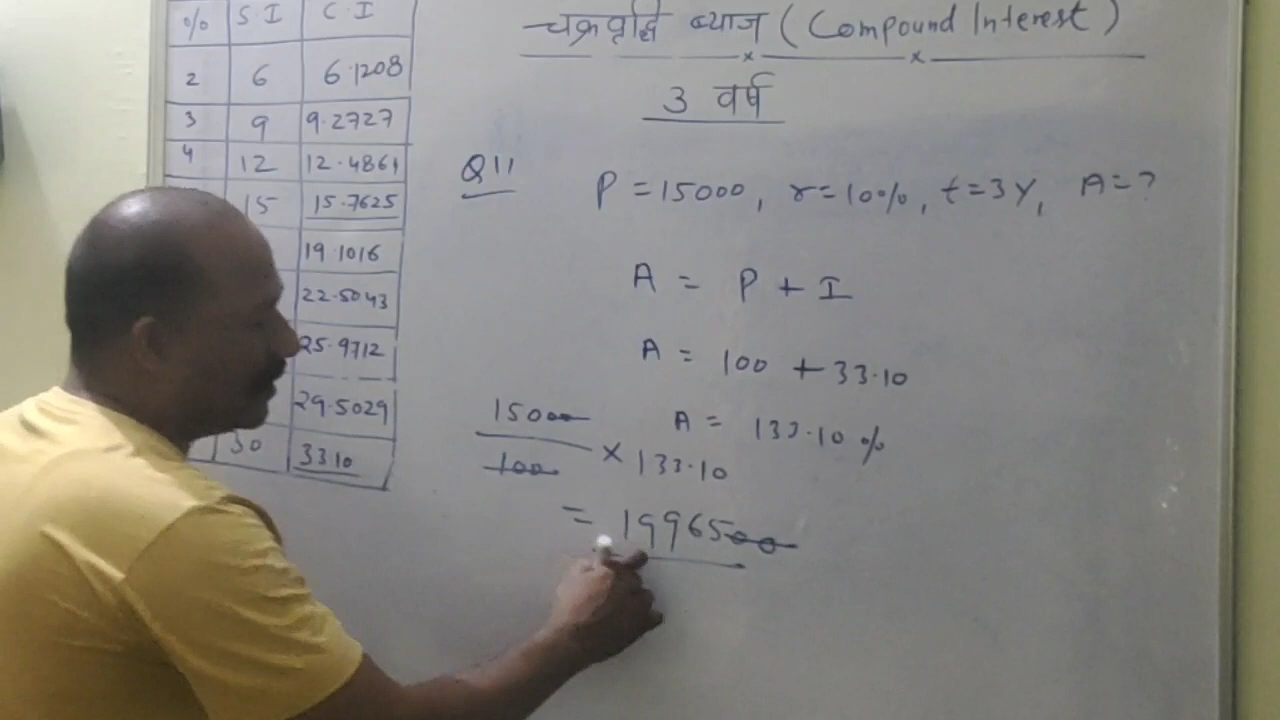 % S I C I
2 6 6.1208
3 9 9.2727
4 12 12.4861
15 15.7625
19.1016
22.5043
25.9712
29.5029
30 33.10
चक्रवृद्धि ब्याज (Compound Interest)
3 वर्ष
Q11 P = 15000, r = 10%, t = 3Y, A = ?
A = P + I
A = 100 + 33.10
A = 133.10 %
15000
100 × 133.10
= 1996500